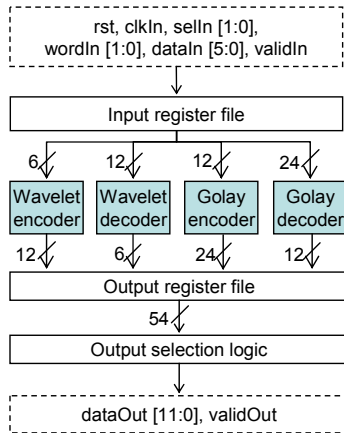 rst, clkIn, selIn [1:0],
wordIn [1:0], dataIn [5:0], validIn
Input register file
6 12 12 24
Wavelet encoder
Wavelet decoder
Golay encoder
Golay decoder
12 6 24 12
Output register file
54
Output selection logic
dataOut [11:0], validOut